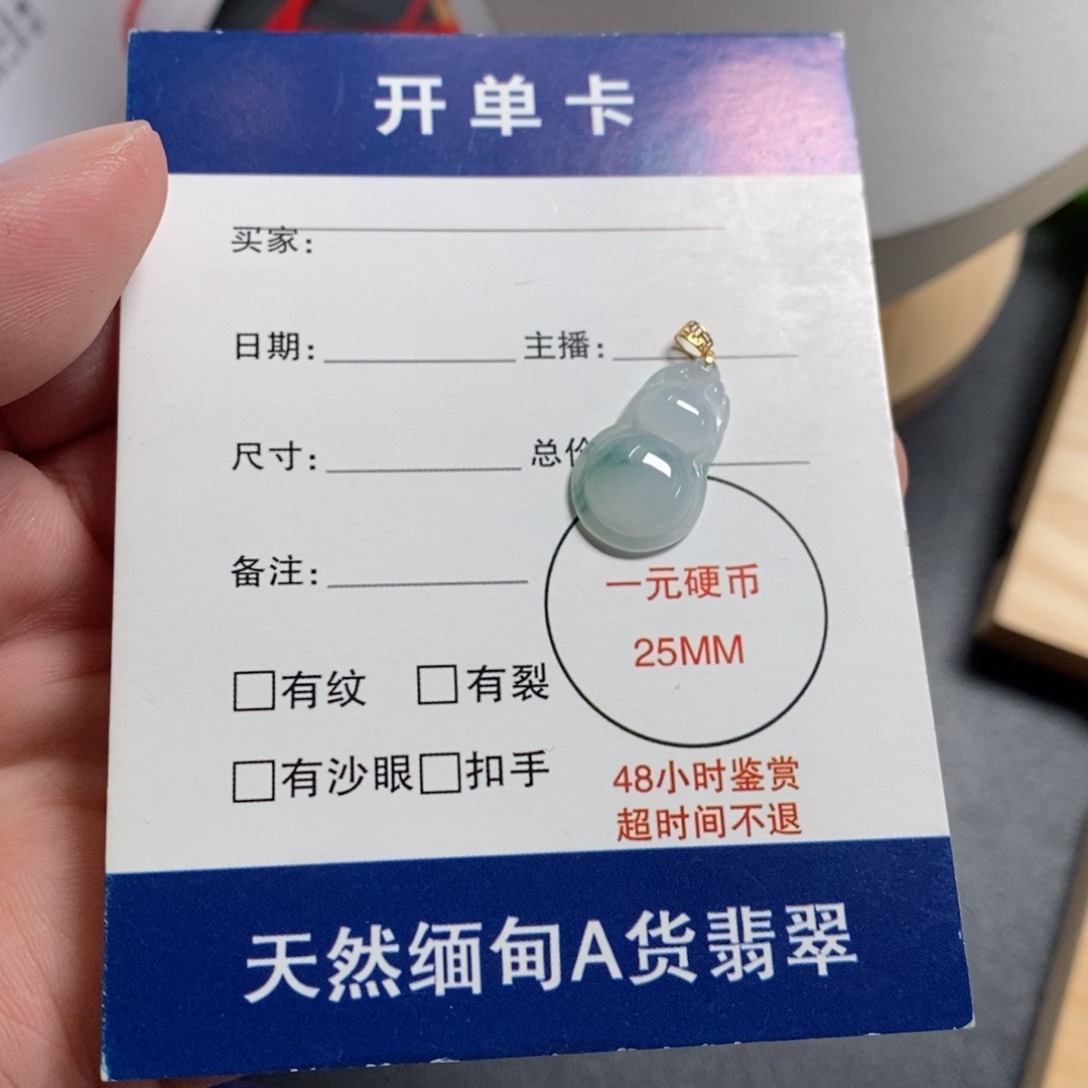 开单卡
买家:
日期: 主播:
尺寸: 总
备注:
一元硬币
25MM
有纹 有裂
有沙眼 扣手
48小时鉴赏
超时间不退
天然缅甸A货翡翠